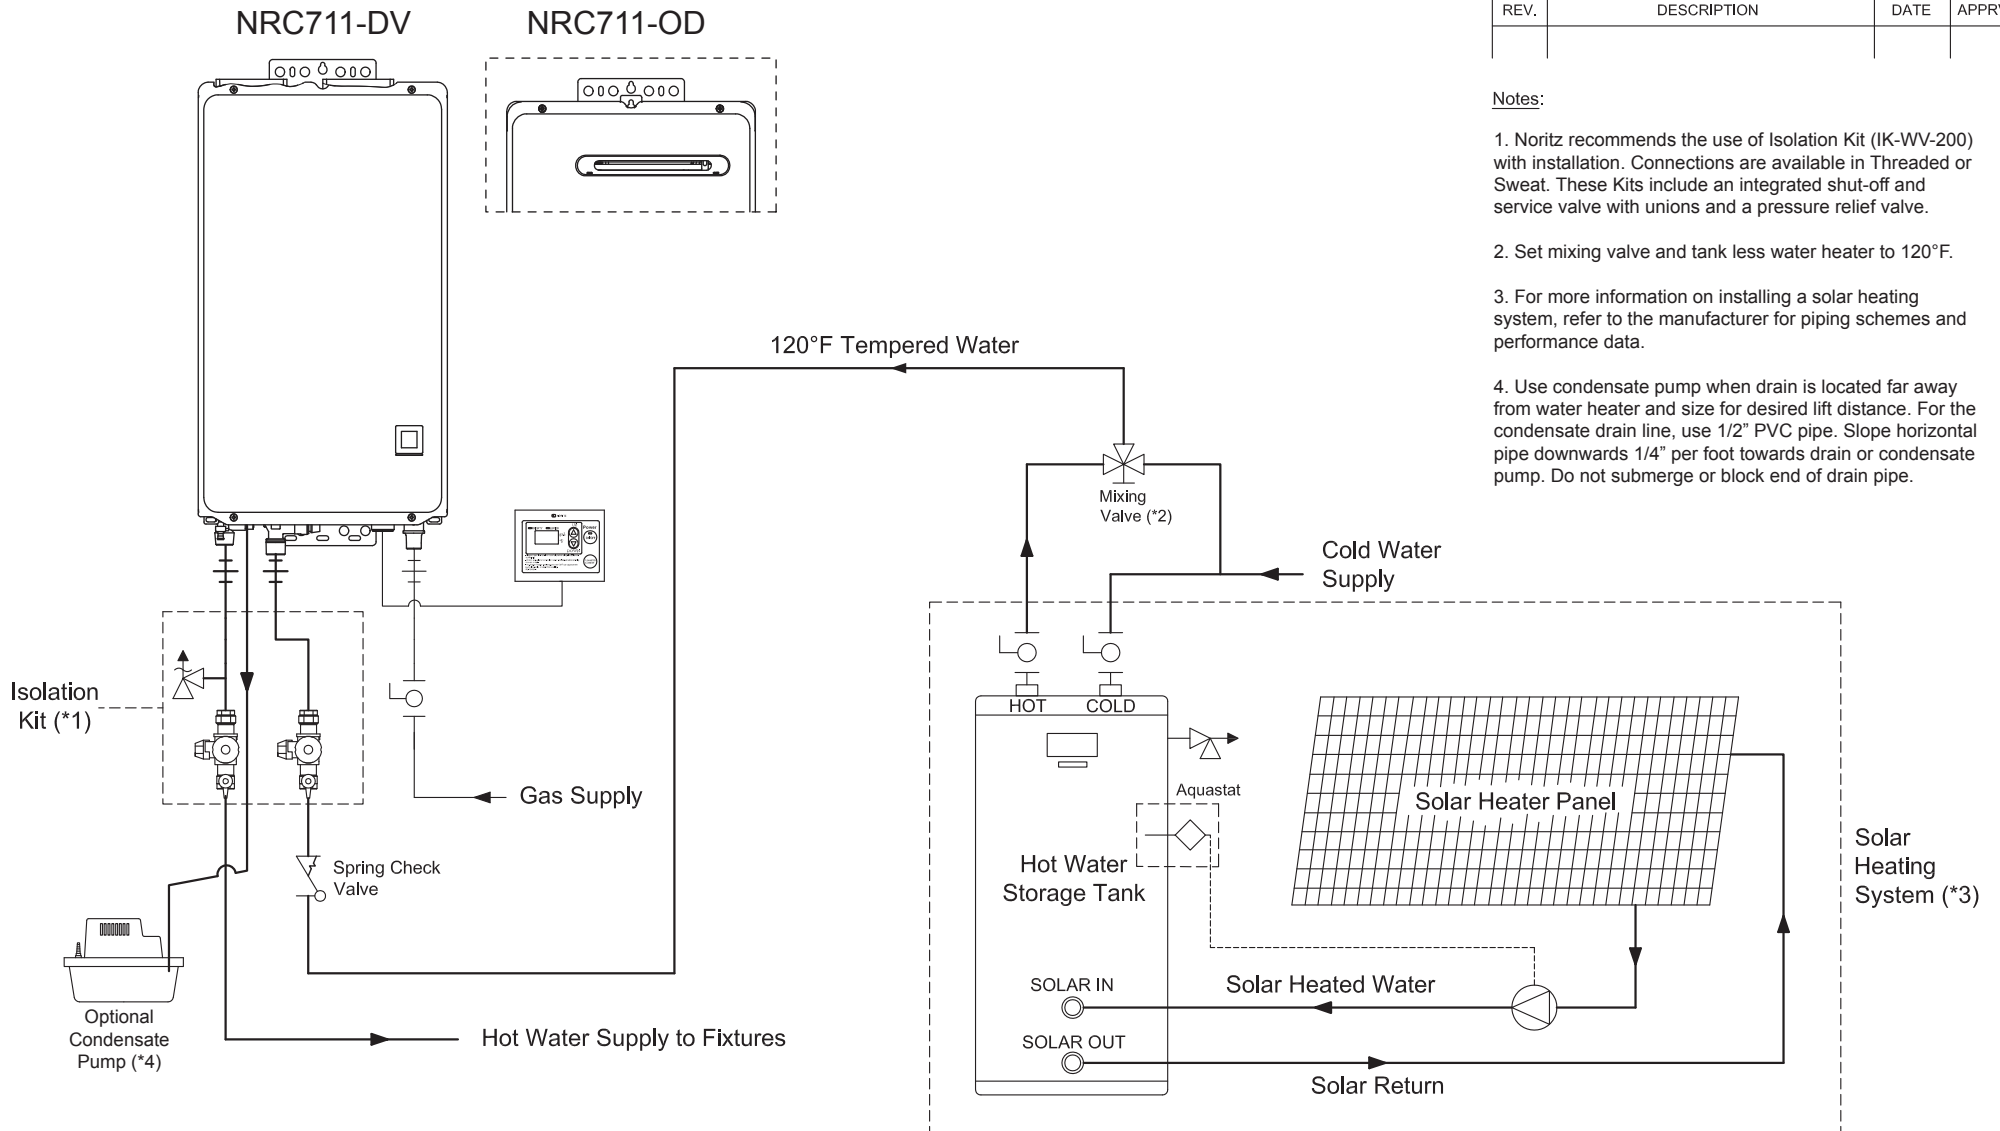 NRC711-DV
NRC711-OD
REV.
DESCRIPTION
DATE
Notes:
1. Noritz recommends the use of Isolation Kit (IK-WV-200)
with installation. Connections are available in Threaded or
Sweat. These Kits include an integrated shut-off and
service valve with unions and a pressure relief valve.
2. Set mixing valve and tank less water heater to 120°F.
3. For more information on installing a solar heating
system, refer to the manufacturer for piping schemes and
performance data.
4. Use condensate pump when drain is located far away
from water heater and size for desired lift distance. For the
condensate drain line, use 1/2” PVC pipe. Slope horizontal
pipe downwards 1/4” per foot towards drain or condensate
pump. Do not submerge or block end of drain pipe.
120°F Tempered Water
Mixing
Valve (*2)
Cold Water
Supply
Power
Isolation
Kit (*1)
HOT
COLD
Gas Supply
Aquastat
Solar Heater Panel
Spring Check
Valve
Hot Water
Storage Tank
Solar
Heating
System (*3)
SOLAR IN
Solar Heated Water
Optional
Condensate
Pump (*4)
Hot Water Supply to Fixtures
SOLAR OUT
Solar Return